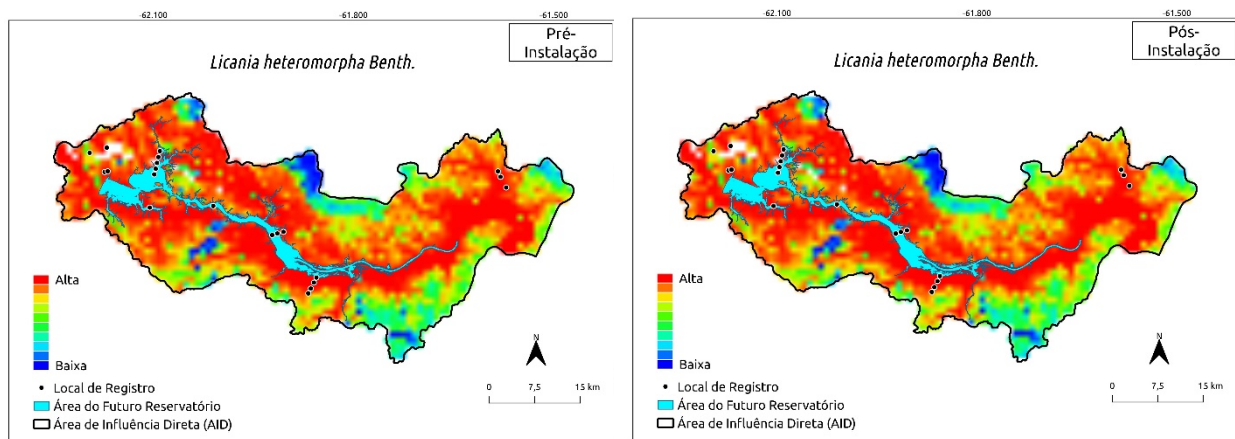 -62.100 -61.800 -61.500
Pré-
Instalação
Licania heteromorpha Benth.
Alta
Baixa
Local de Registro
Área do Futuro Reservatório
Área de Influência Direta (AID)
N
0 7,5 15 km
-62.100 -61.800 -61.500
Pós-
Instalação
Licania heteromorpha Benth.
Alta
Baixa
Local de Registro
Área do Futuro Reservatório
Área de Influência Direta (AID)
N
0 7,5 15 km